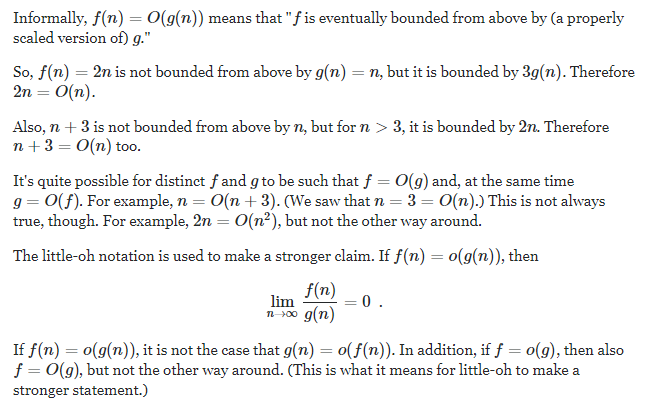 Informally, f(n) = O(g(n)) means that "f is eventually bounded from above by (a properly
scaled version of) g."
So, f(n) = 2n is not bounded from above by g(n) = n, but it is bounded by 3g(n). Therefore
2n = O(n).
Also, n + 3 is not bounded from above by n, but for n > 3, it is bounded by 2n. Therefore
n + 3 = O(n) too.
It's quite possible for distinct f and g to be such that f = O(g) and, at the same time
g = O(f). For example, n = O(n + 3). (We saw that n = 3 = O(n).) This is not always
true, though. For example, 2n = O(n²), but not the other way around.
The little-oh notation is used to make a stronger claim. If f(n) = o(g(n)), then
lim n→∞ f(n)/g(n) = 0 .
If f(n) = o(g(n)), it is not the case that g(n) = o(f(n)). In addition, if f = o(g), then also
f = O(g), but not the other way around. (This is what it means for little-oh to make a
stronger statement.)